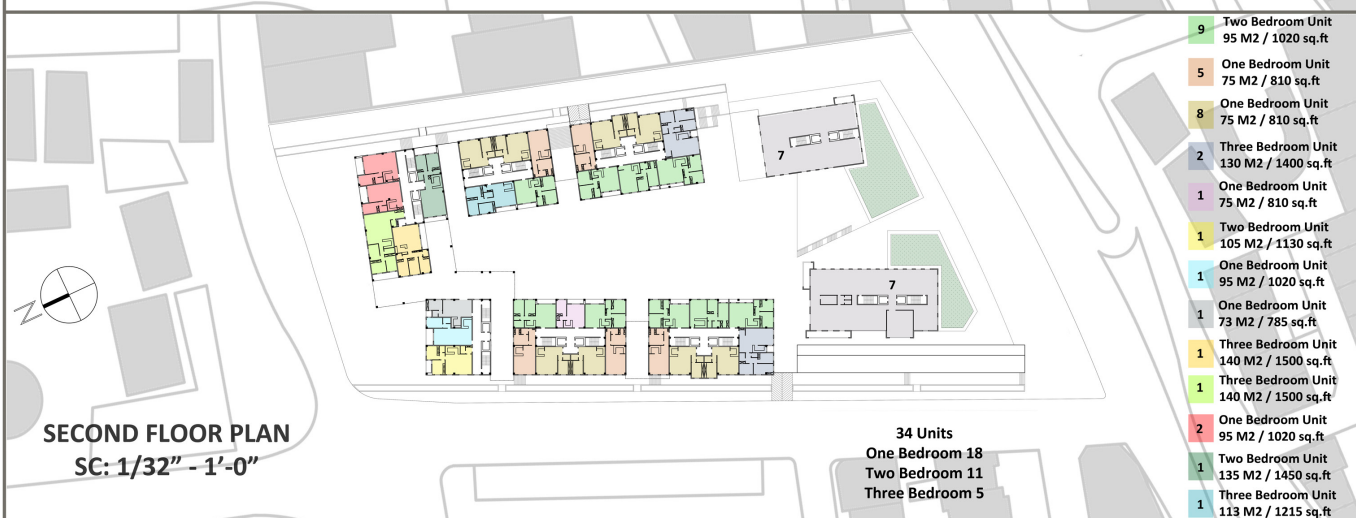 9 Two Bedroom Unit
95 M2 / 1020 sq.ft
5 One Bedroom Unit
75 M2 / 810 sq.ft
8 One Bedroom Unit
75 M2 / 810 sq.ft
2 Three Bedroom Unit
130 M2 / 1400 sq.ft
1 One Bedroom Unit
75 M2 / 810 sq.ft
1 Two Bedroom Unit
105 M2 / 1130 sq.ft
1 One Bedroom Unit
95 M2 / 1020 sq.ft
1 One Bedroom Unit
73 M2 / 785 sq.ft
1 Three Bedroom Unit
140 M2 / 1500 sq.ft
1 Three Bedroom Unit
140 M2 / 1500 sq.ft
2 One Bedroom Unit
95 M2 / 1020 sq.ft
1 Two Bedroom Unit
135 M2 / 1450 sq.ft
1 Three Bedroom Unit
113 M2 / 1215 sq.ft
7
7
N
SECOND FLOOR PLAN
SC: 1/32” - 1’-0”
34 Units
One Bedroom 18
Two Bedroom 11
Three Bedroom 5